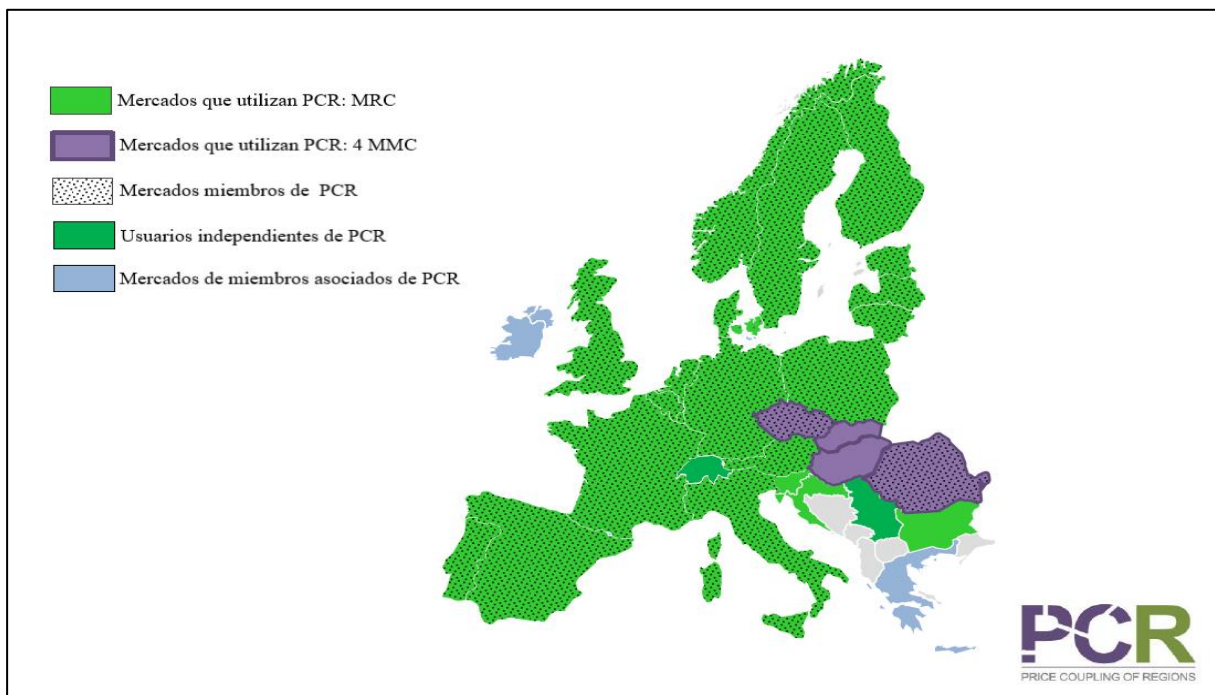 Mercados que utilizan PCR: MRC
Mercados que utilizan PCR: 4 MMC
Mercados miembros de PCR
Usuarios independientes de PCR
Mercados de miembros asociados de PCR
PCR
PRICE COUPLING OF REGIONS